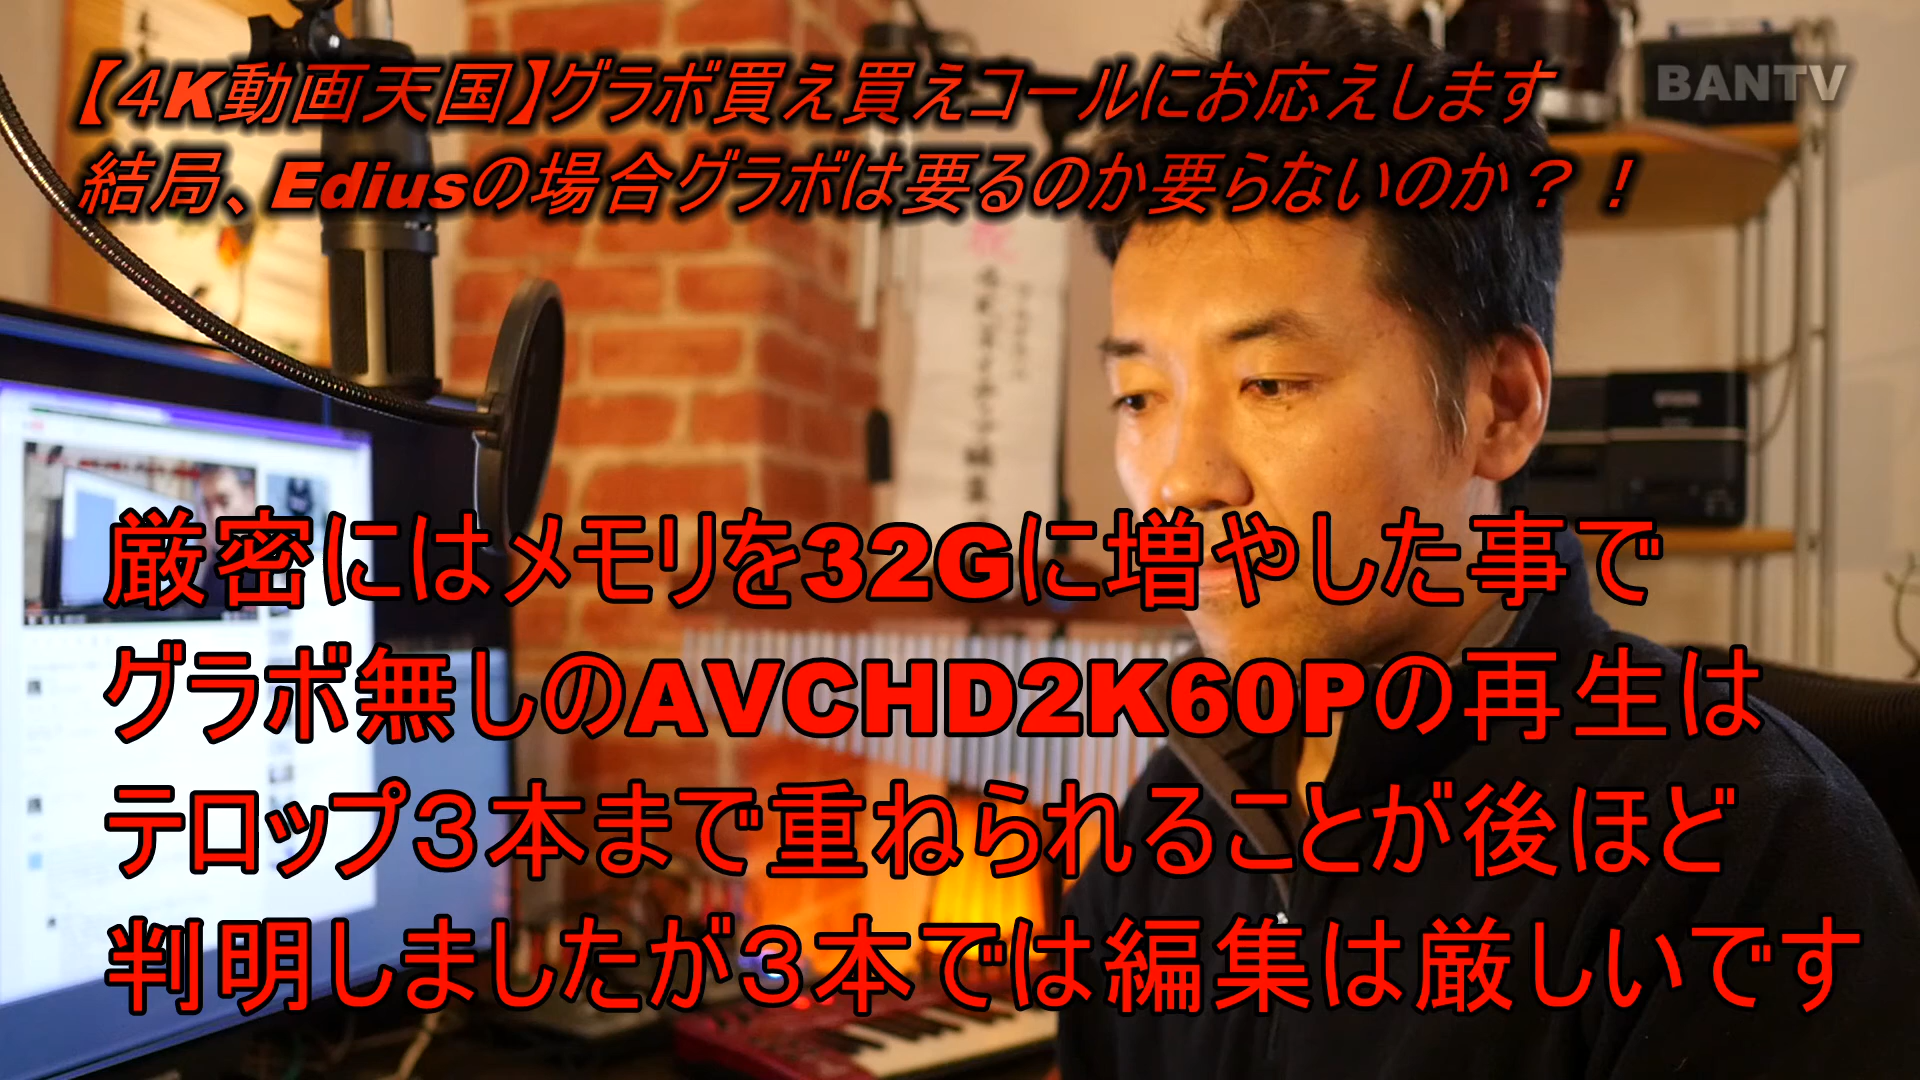 【４K動画天国】グラボ買え買えコールにお応えします
BANTV
結局、Ediusの場合グラボは要るのか要らないのか？！
厳密にはメモリを32Gに増やした事で
グラボ無しのAVCHD2K60Pの再生は
テロップ３本まで重ねられることが後ほど
判明しましたが３本では編集は厳しいです